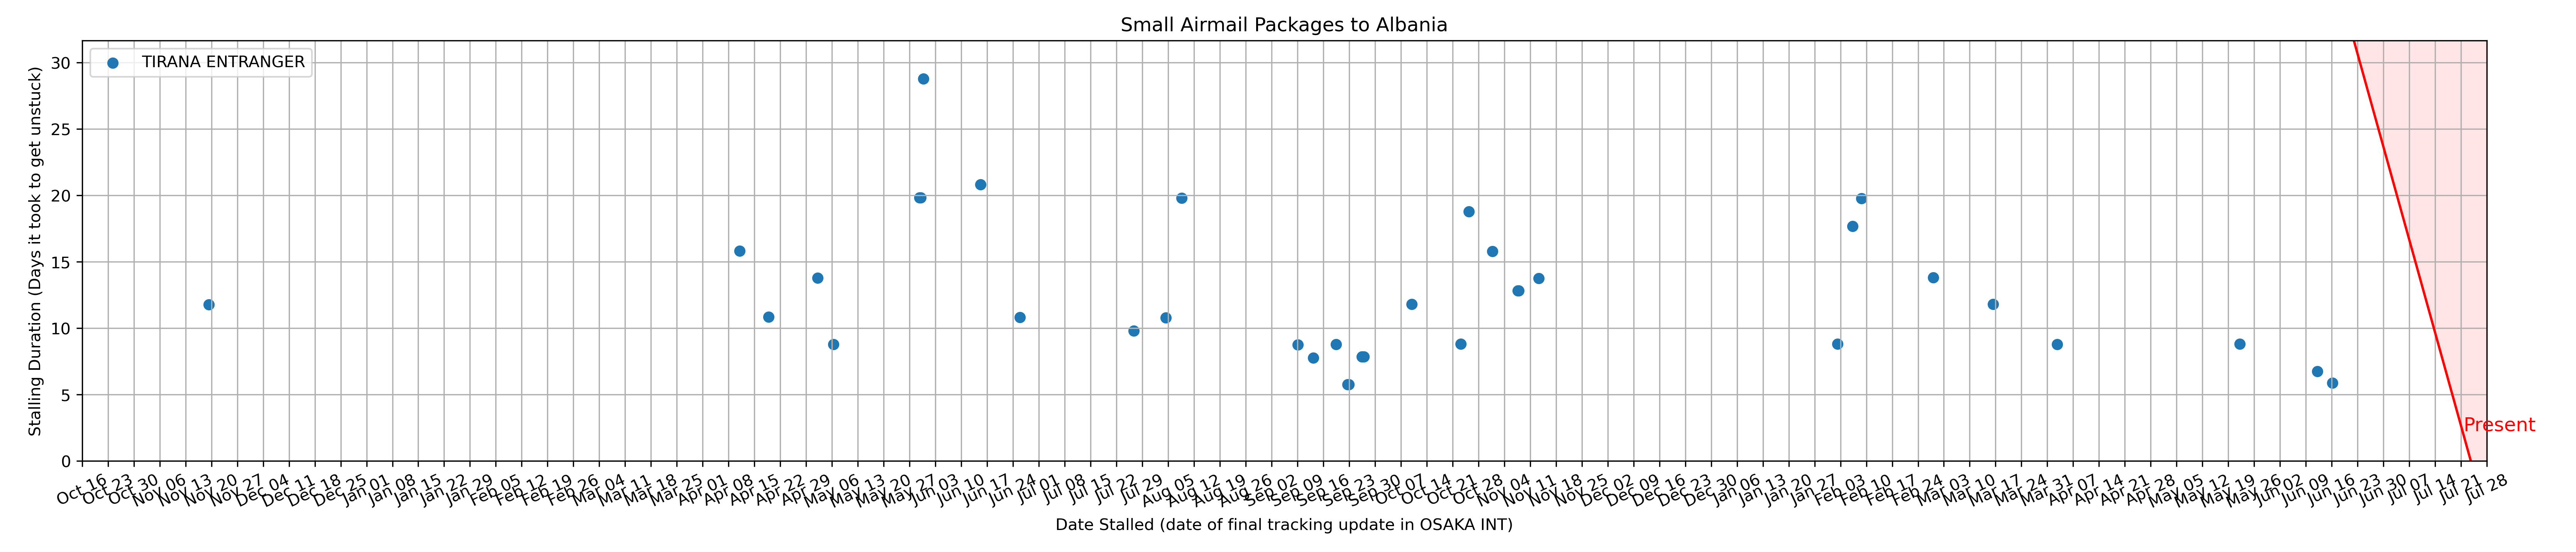 Small Airmail Packages to Albania
TIRANA ENTRANGER
Stalling Duration (Days it took to get unstuck)
30
25
20
15
10
5
0
Present
Oct 16 Oct 23 Oct 30 Nov 06 Nov 13 Nov 20 Nov 27 Dec 04 Dec 11 Dec 18 Dec 25 Jan 01 Jan 08 Jan 15 Jan 22 Jan 29 Feb 05 Feb 12 Feb 19 Feb 26 Mar 04 Mar 11 Mar 18 Mar 25 Apr 01 Apr 08 Apr 15 Apr 22 Apr 29 May 06 May 13 May 20 May 27 Jun 03 Jun 10 Jun 17 Jun 24 Jul 01 Jul 08 Jul 15 Jul 22 Jul 29 Aug 05 Aug 12 Aug 19 Aug 26 Sep 02 Sep 09 Sep 16 Sep 23 Sep 30 Oct 07 Oct 14 Oct 21 Oct 28 Nov 04 Nov 11 Nov 18 Nov 25 Dec 02 Dec 09 Dec 16 Dec 23 Dec 30 Jan 06 Jan 13 Jan 20 Jan 27 Feb 03 Feb 10 Feb 17 Feb 24 Mar 03 Mar 10 Mar 17 Mar 24 Mar 31 Apr 07 Apr 14 Apr 21 Apr 28 May 05 May 12 May 19 May 26 Jun 02 Jun 09 Jun 16 Jun 23 Jun 30 Jul 07 Jul 14 Jul 21 Jul 28
Date Stalled (date of final tracking update in OSAKA INT)